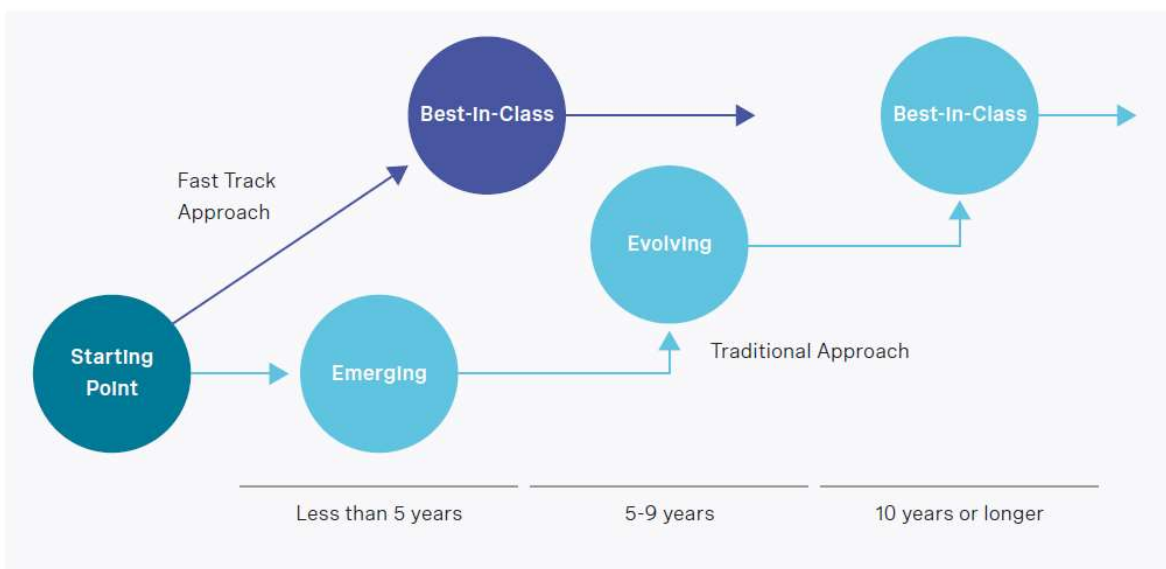 Best-In-Class
Best-In-Class
Fast Track
Approach
Evolving
Starting
Point
Emerging
Traditional Approach
Less than 5 years
5-9 years
10 years or longer